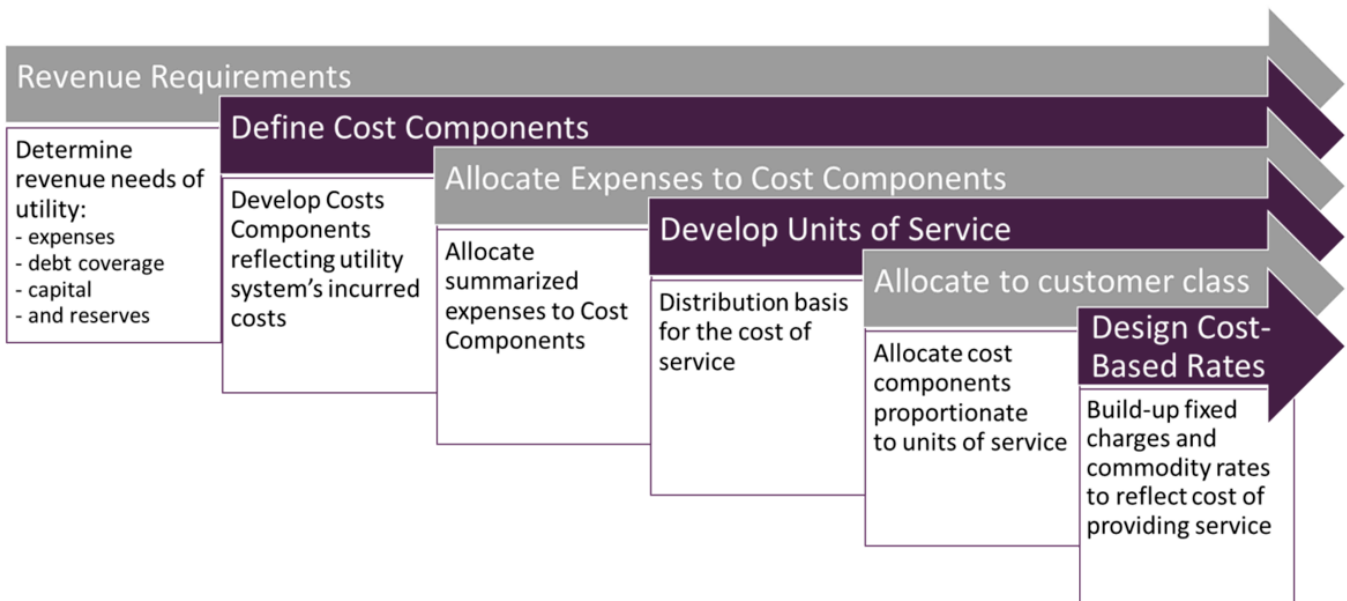 Revenue Requirements
Determine
revenue needs of
utility:
- expenses
- debt coverage
- capital
- and reserves
Define Cost Components
Develop Costs
Components
reflecting utility
system's incurred
costs
Allocate Expenses to Cost Components
Allocate
summarized
expenses to Cost
Components
Develop Units of Service
Distribution basis
for the cost of
service
Allocate to customer class
Allocate cost
components
proportionate
to units of service
Design Cost-
Based Rates
Build-up fixed
charges and
commodity rates
to reflect cost of
providing service